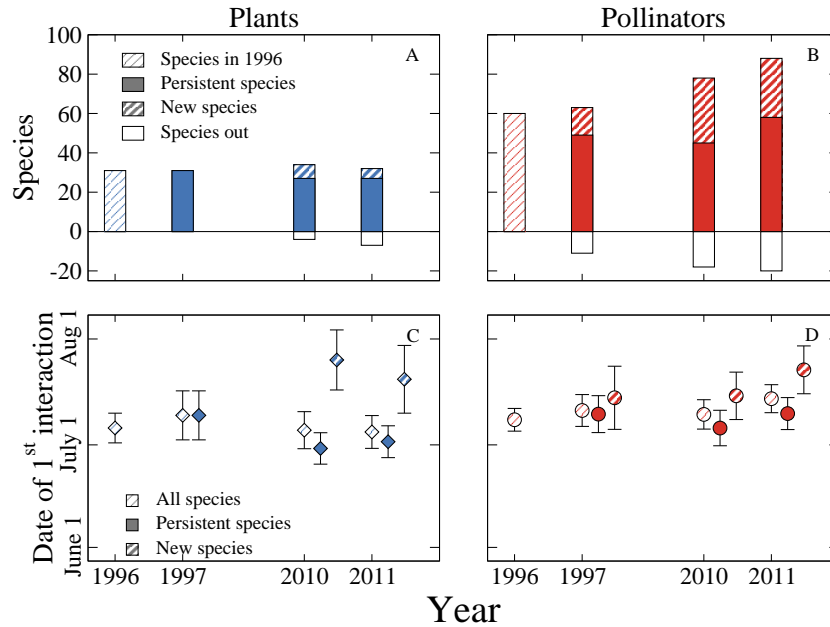 Plants
Pollinators
100
80
60
40
20
0
-20
Species
A
Species in 1996
Persistent species
New species
Species out
B
Aug 1
July 1
June 1
Date of 1st interaction
C
All species
Persistent species
New species
D
1996 1997 2010 2011
1996 1997 2010 2011
Year